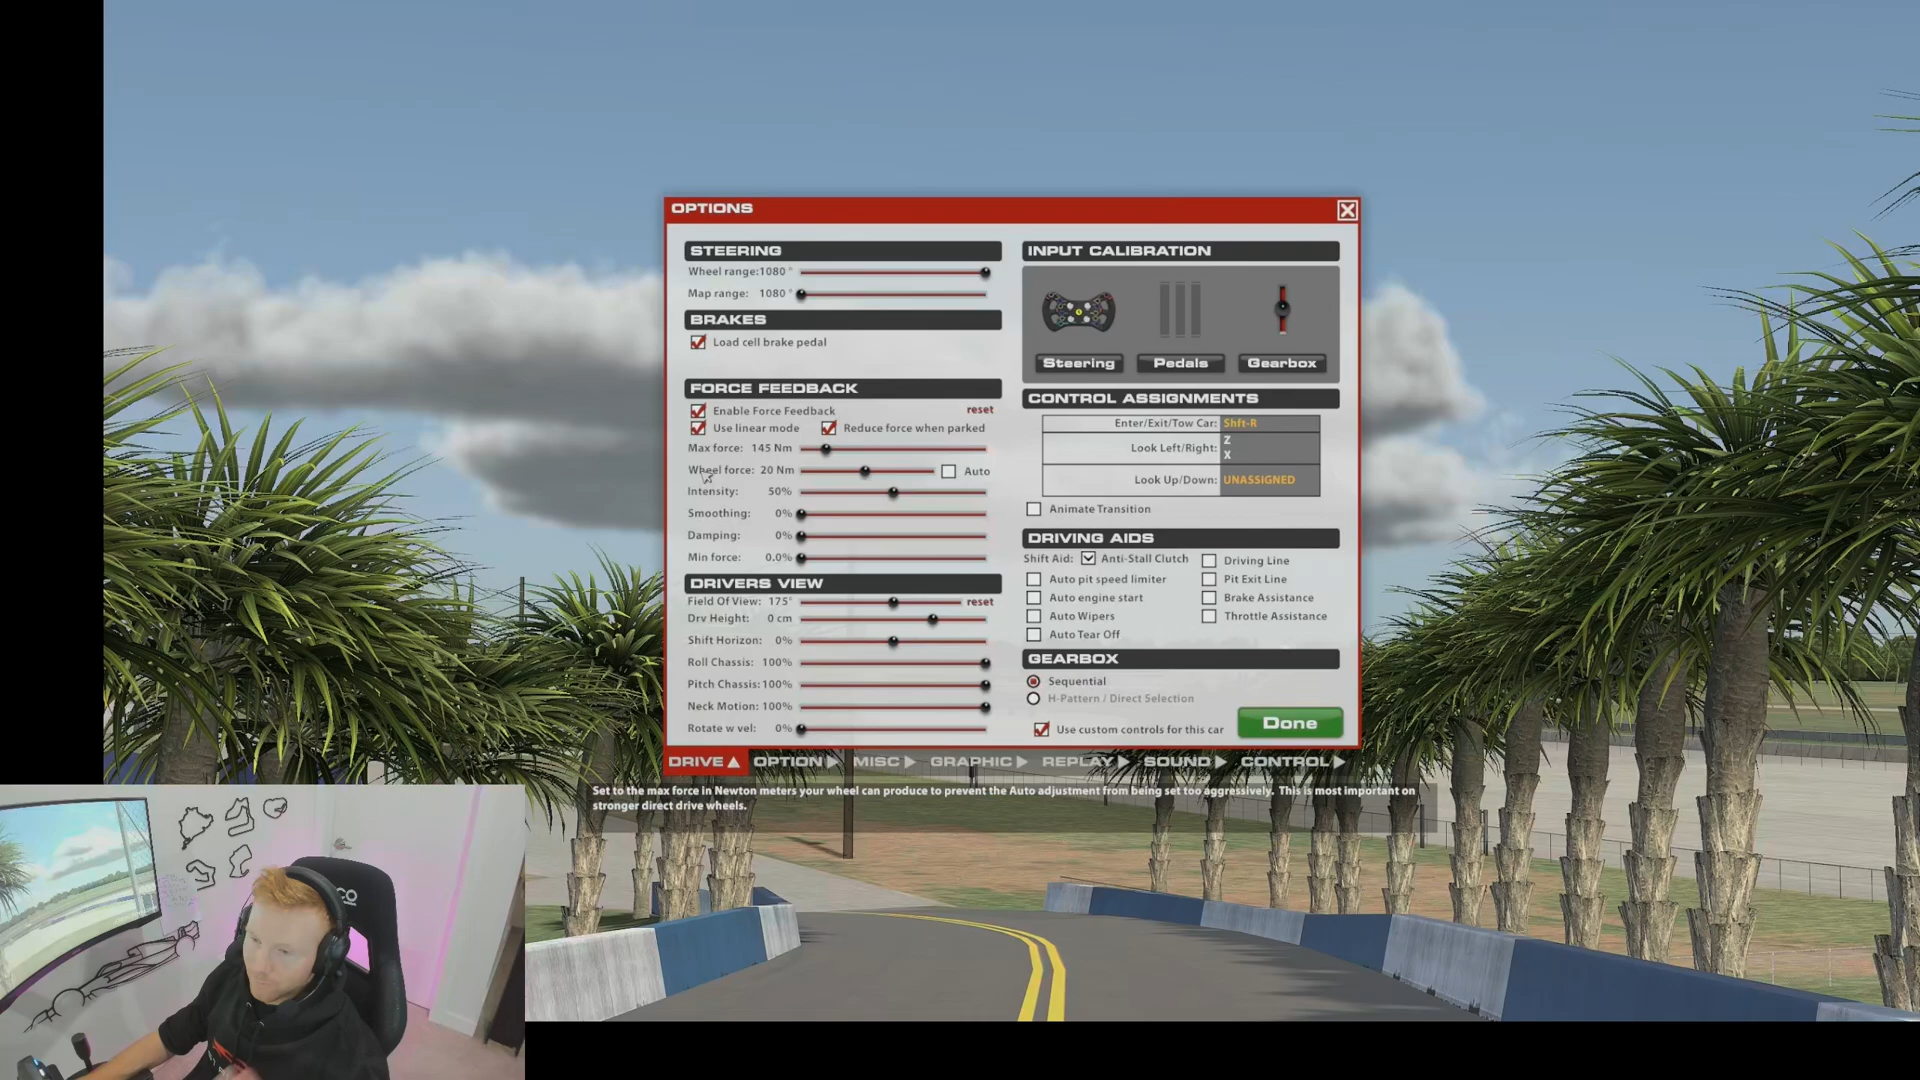 OPTIONS
STEERING
Wheel range:1080 °
Map range: 1080 °
BRAKES
Load cell brake pedal
FORCE FEEDBACK
Enable Force Feedback reset
Use linear mode Reduce force when parked
Max force: 145 Nm
Wheel force: 20 Nm Auto
Intensity: 50%
Smoothing: 0%
Damping: 0%
Min force: 0.0%
DRIVERS VIEW
Field Of View: 175° reset
Drv Height: 0 cm
Shift Horizon: 0%
Roll Chassis: 100%
Pitch Chassis: 100%
Neck Motion: 100%
Rotate w vel: 0%
INPUT CALIBRATION
Steering Pedals Gearbox
CONTROL ASSIGNMENTS
Enter/Exit/Tow Car: Shft-R
Look Left/Right: Z
X
Look Up/Down: UNASSIGNED
Animate Transition
DRIVING AIDS
Shift Aid: Anti-Stall Clutch Driving Line
Auto pit speed limiter Pit Exit Line
Auto engine start Brake Assistance
Auto Wipers Throttle Assistance
Auto Tear Off
GEARBOX
Sequential
H-Pattern / Direct Selection
Use custom controls for this car Done
DRIVE OPTION MISC GRAPHIC REPLAY SOUND CONTROL
Set to the max force in Newton meters your wheel can produce to prevent the Auto adjustment from being set too aggressively. This is most important on
stronger direct drive wheels.
CO